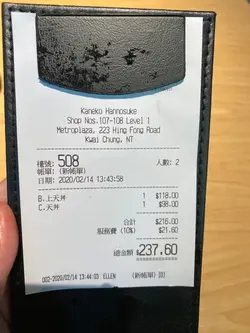 Kaneko Hannosuke
Shop Nos.107-108 Level 1
Metroplaza, 223 Hing Fong Road
Kwai Chung, NT
檯號: 508 人數: 2
帳單: (新帳單)
日期: 2020/02/14 13:43:58
B.上天丼 1 $118.00
C.天丼 1 $98.00
合計 $216.00
服務費 (10%) $21.60
總金額 $237.60
002-2020/02/14 13:44:03 ELLEN (新帳單) [0]